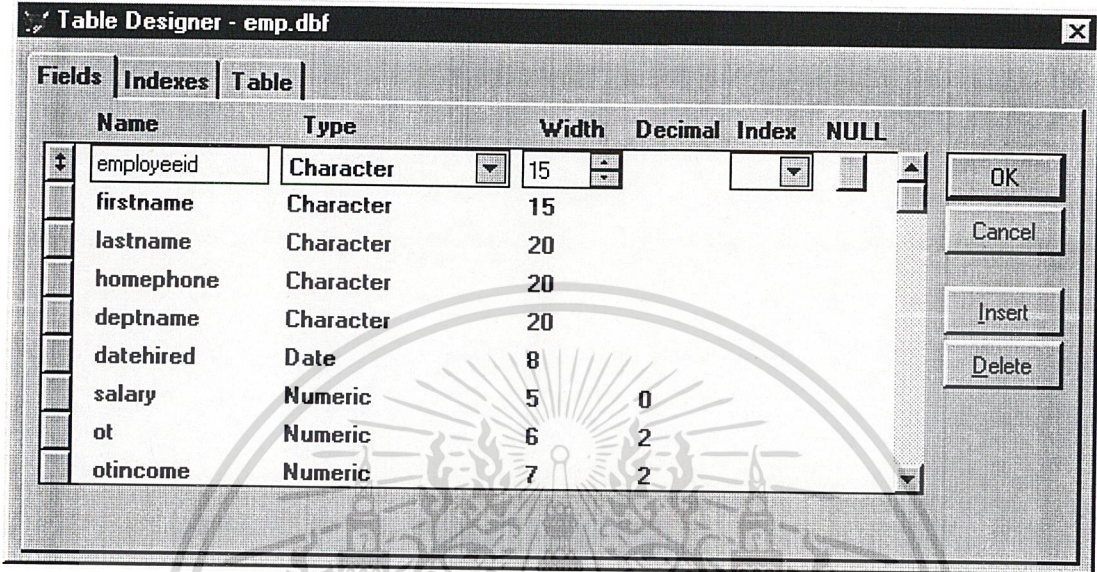 Table Designer - emp.dbf
Fields Indexes Table
Name Type Width Decimal Index NULL
employeeid Character 15
firstname Character 15
lastname Character 20
homephone Character 20
deptname Character 20
datehired Date 8
salary Numeric 5 0
ot Numeric 6 2
otincome Numeric 7 2
OK
Cancel
Insert
Delete